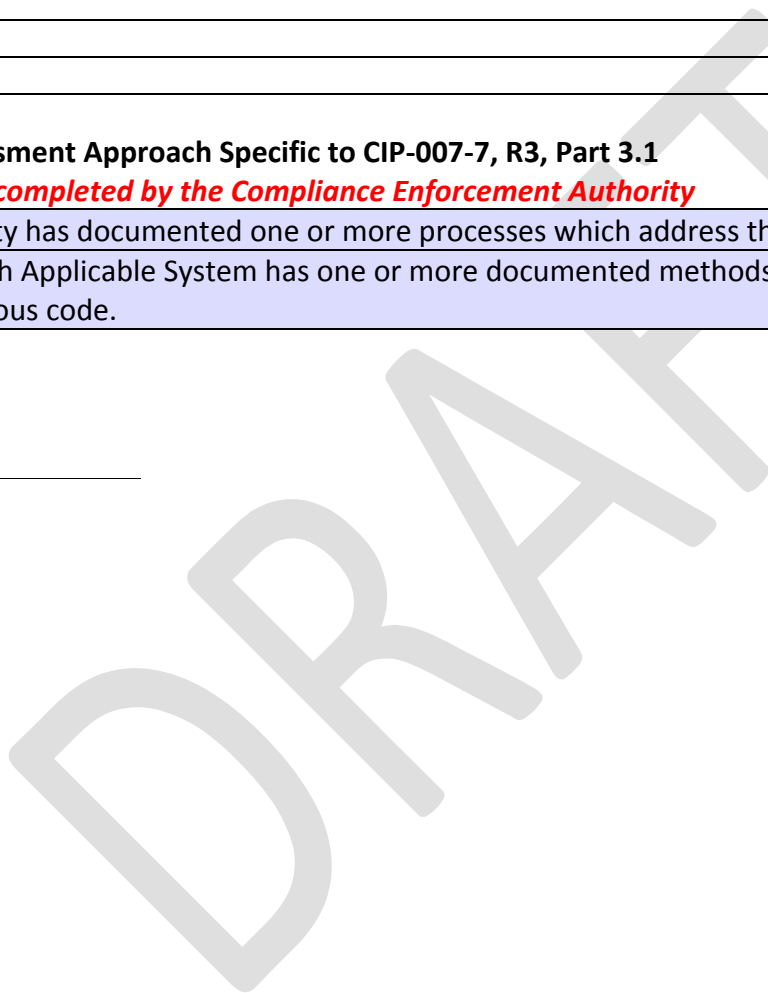 sment Approach Specific to CIP-007-7, R3, Part 3.1
completed by the Compliance Enforcement Authority
ty has documented one or more processes which address th
h Applicable System has one or more documented methods
ous code.
DRAFT